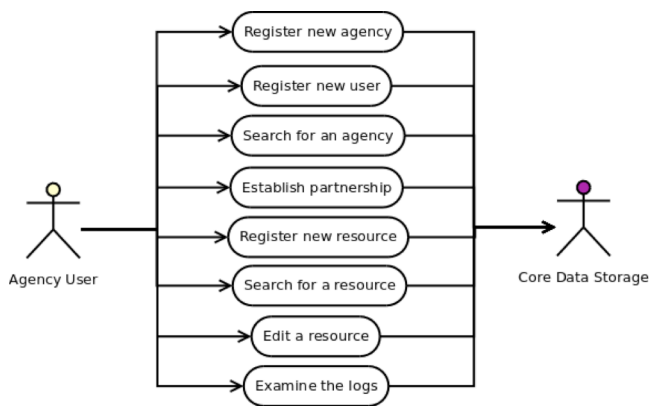 Register new agency
Register new user
Search for an agency
Establish partnership
Register new resource
Search for a resource
Edit a resource
Examine the logs
Agency User
Core Data Storage